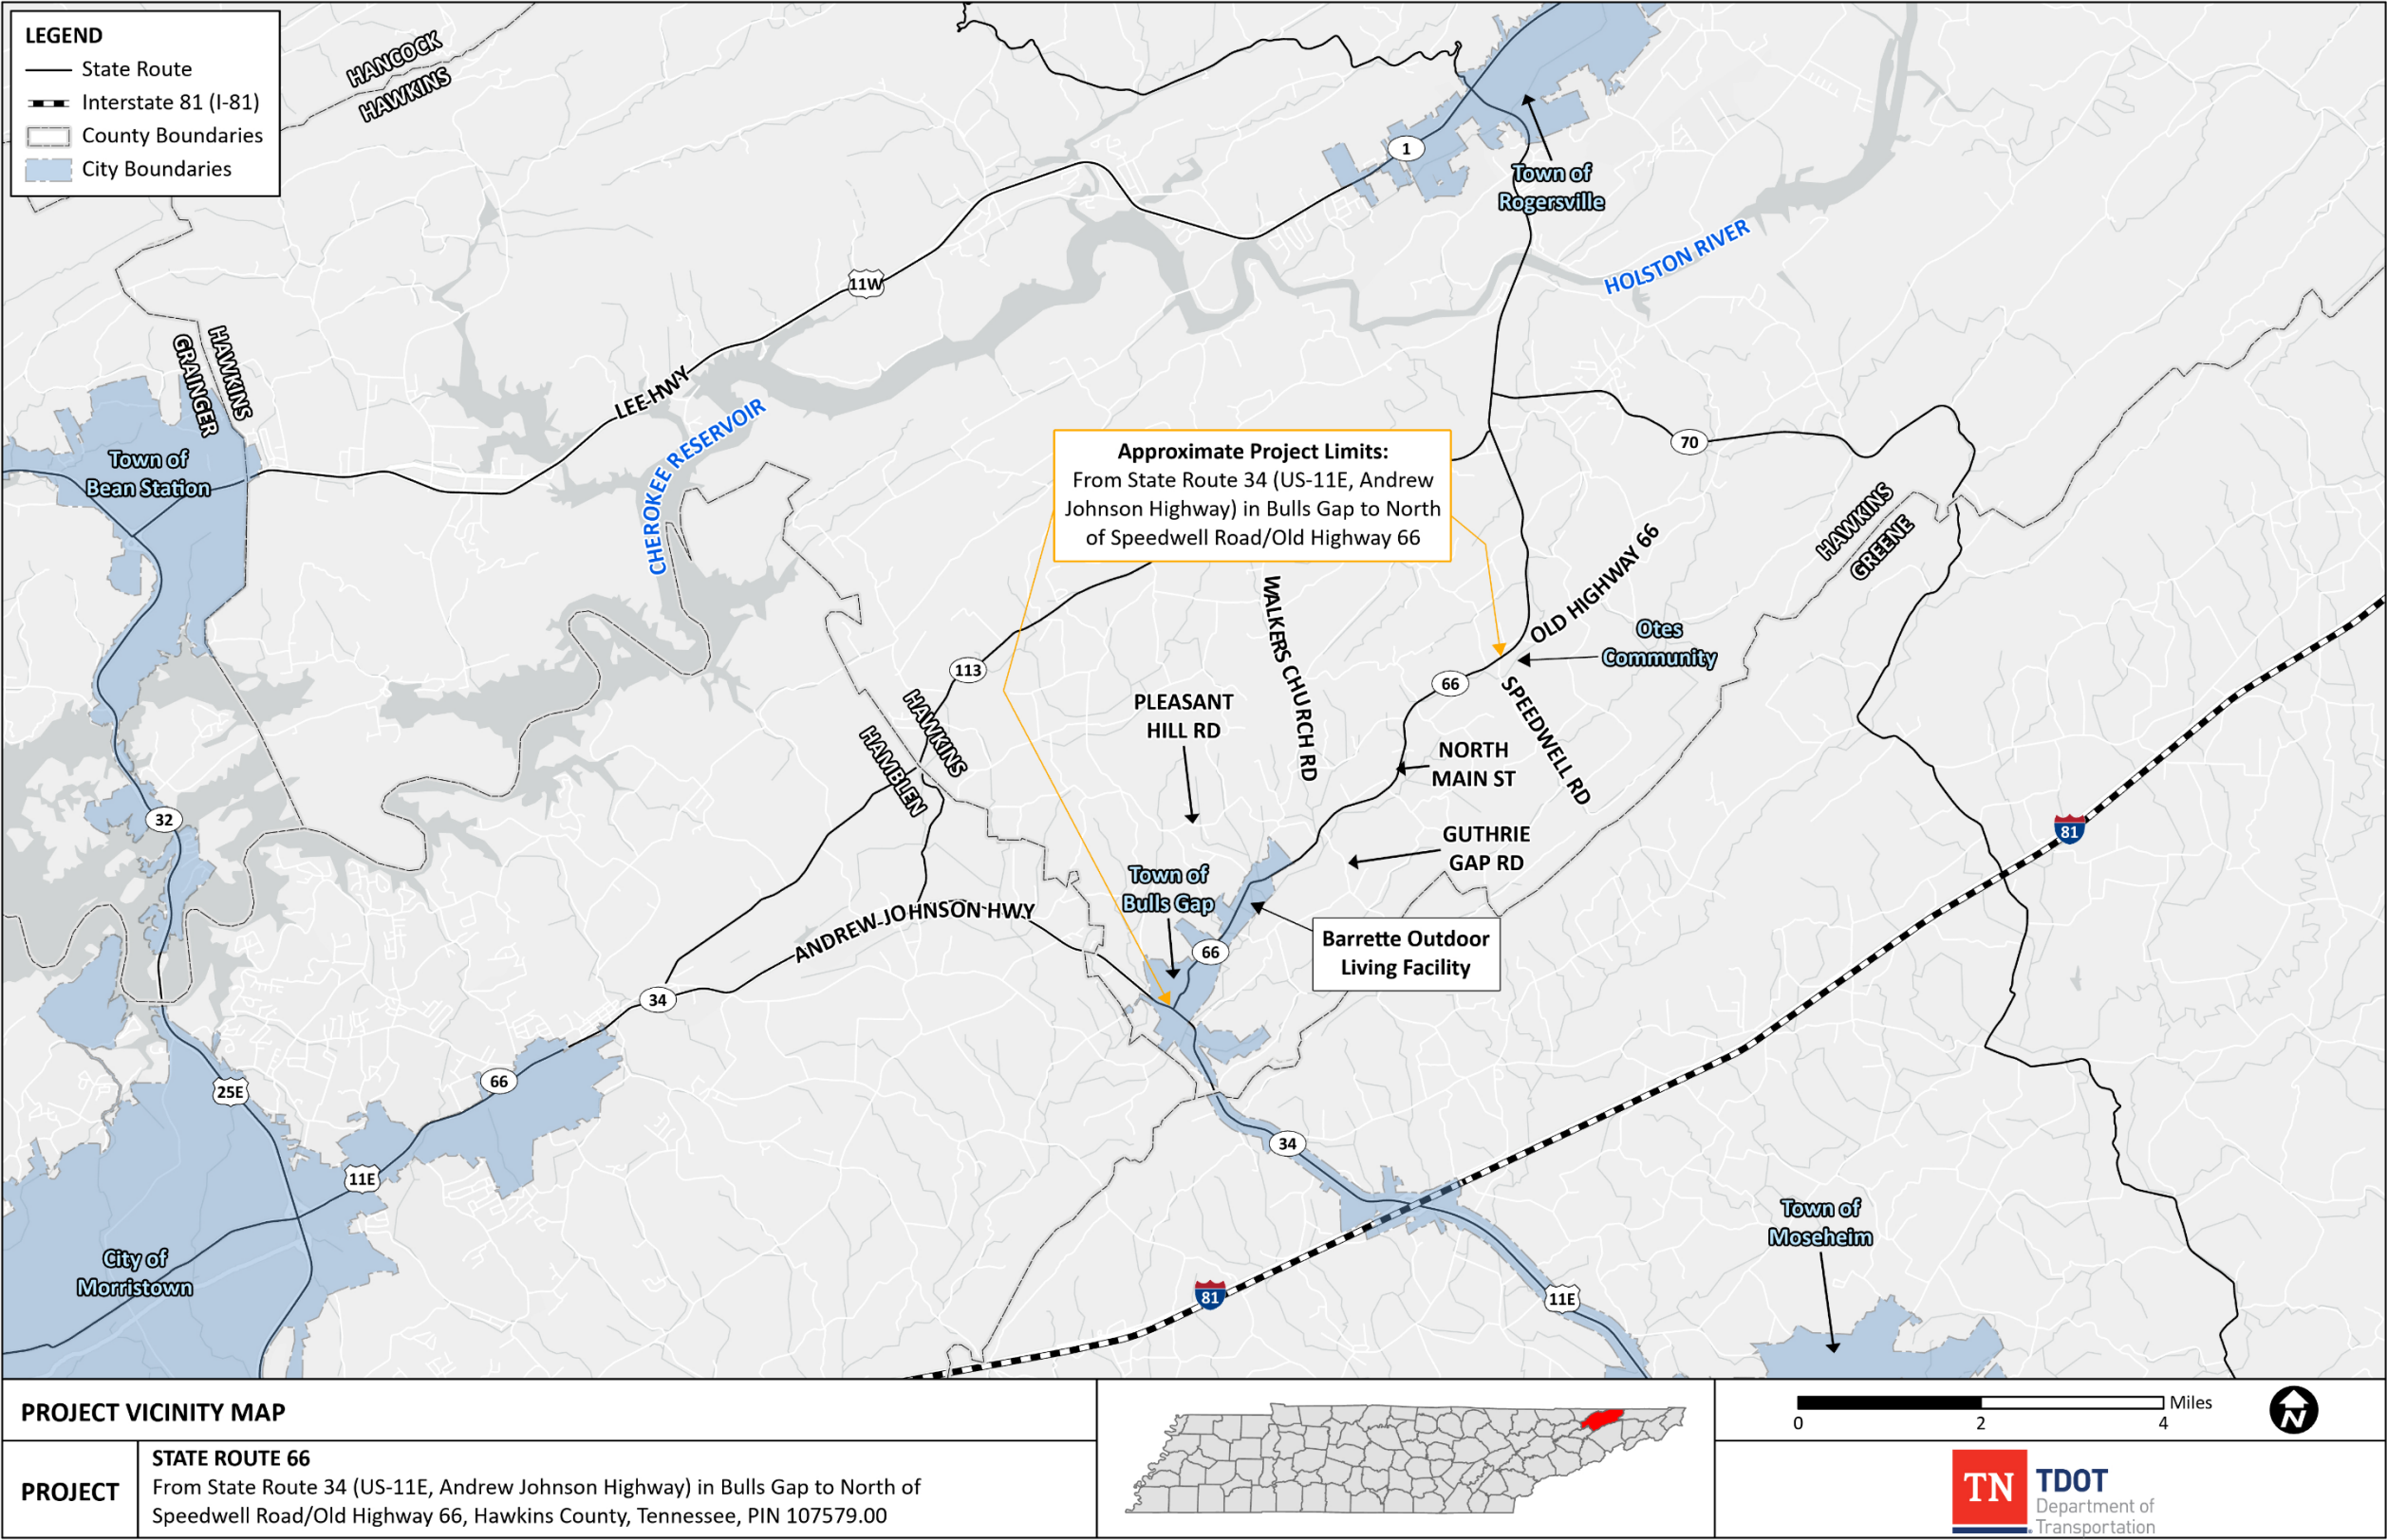 LEGEND
State Route
Interstate 81 (I-81)
County Boundaries
City Boundaries
HANCOCK
HAWKINS
1
Town of
Rogersville
HOLSTON RIVER
11W
HAWKINS
GRAINGER
LEE HWY
CHEROKEE RESERVOIR
Town of
Bean Station
70
Approximate Project Limits:
From State Route 34 (US-11E, Andrew
Johnson Highway) in Bulls Gap to North
of Speedwell Road/Old Highway 66
HAWKINS
GREENE
OLD HIGHWAY 66
Otes
Community
WALKERS CHURCH RD
113
66
SPEEDWELL RD
PLEASANT
HILL RD
HAWKINS
HAMBLEN
NORTH
MAIN ST
32
81
GUTHRIE
GAP RD
Town of
Bulls Gap
ANDREW JOHNSON HWY
66
Barrette Outdoor
Living Facility
34
66
25E
34
11E
Town of
Moseheim
City of
Morristown
81
11E
PROJECT VICINITY MAP
PROJECT
STATE ROUTE 66
From State Route 34 (US-11E, Andrew Johnson Highway) in Bulls Gap to North of
Speedwell Road/Old Highway 66, Hawkins County, Tennessee, PIN 107579.00
Miles
0 2 4
N
TN
TDOT
Department of
Transportation